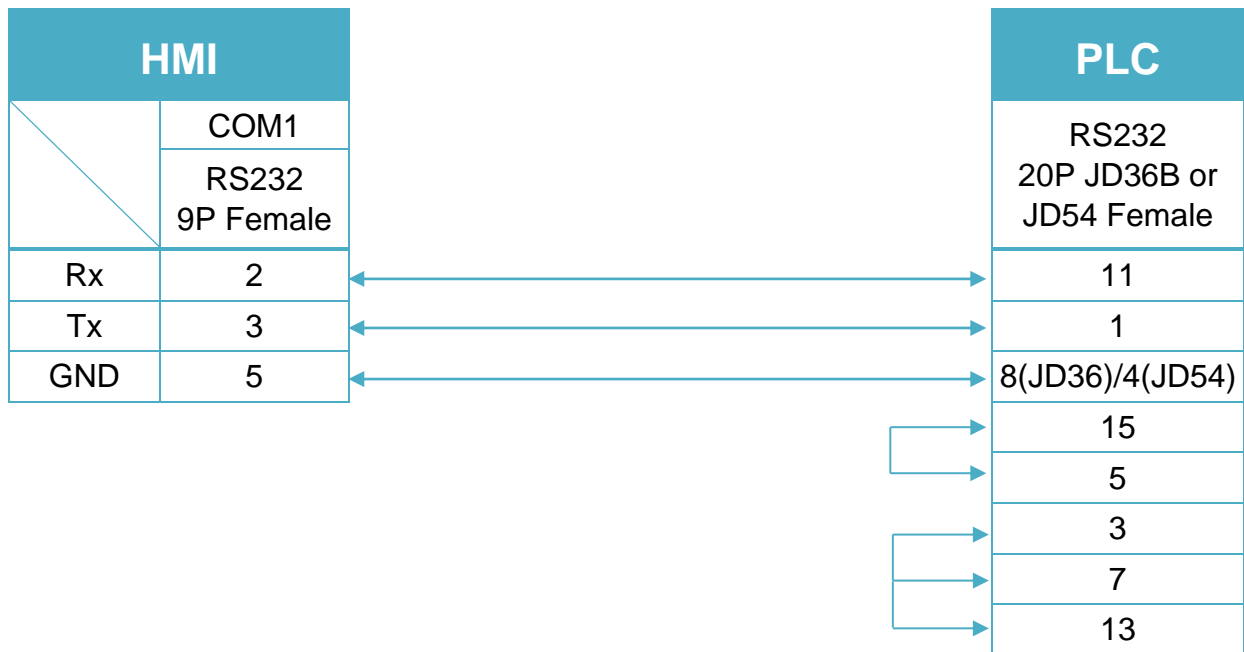 HMI
PLC
COM1
RS232
9P Female
RS232
20P JD36B or
JD54 Female
Rx 2 11
Tx 3 1
GND 5 8(JD36)/4(JD54)
15
5
3
7
13